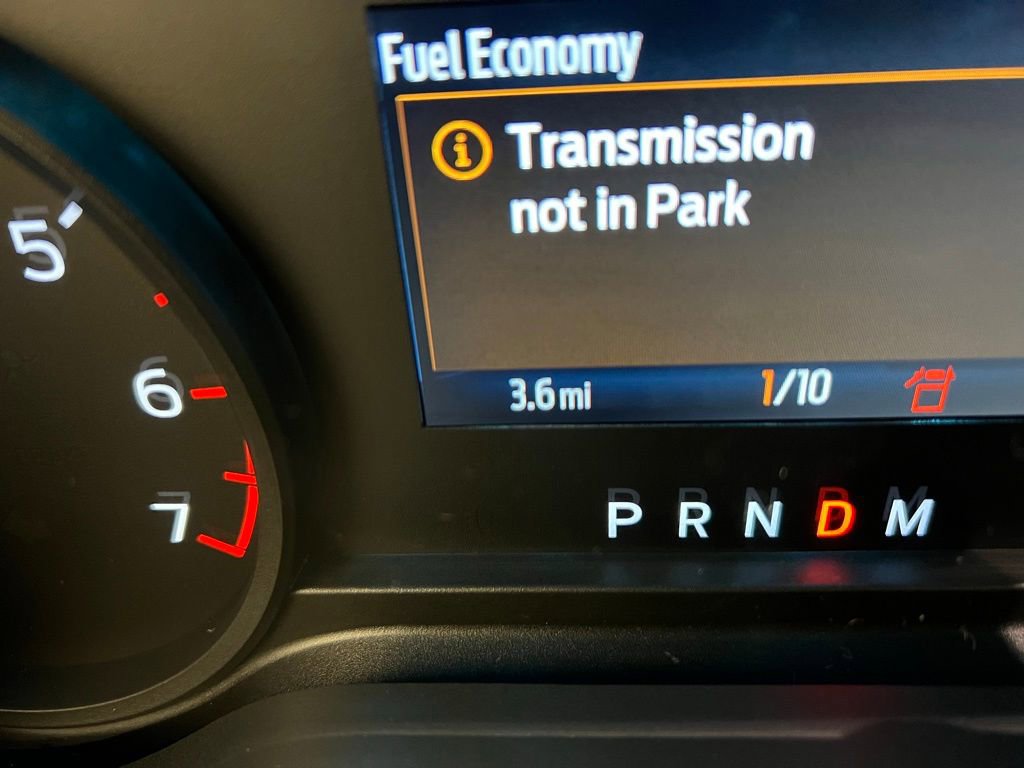 Fuel Economy
Transmission
not in Park
3.6 mi 1/10
5
6
7
P R N D M